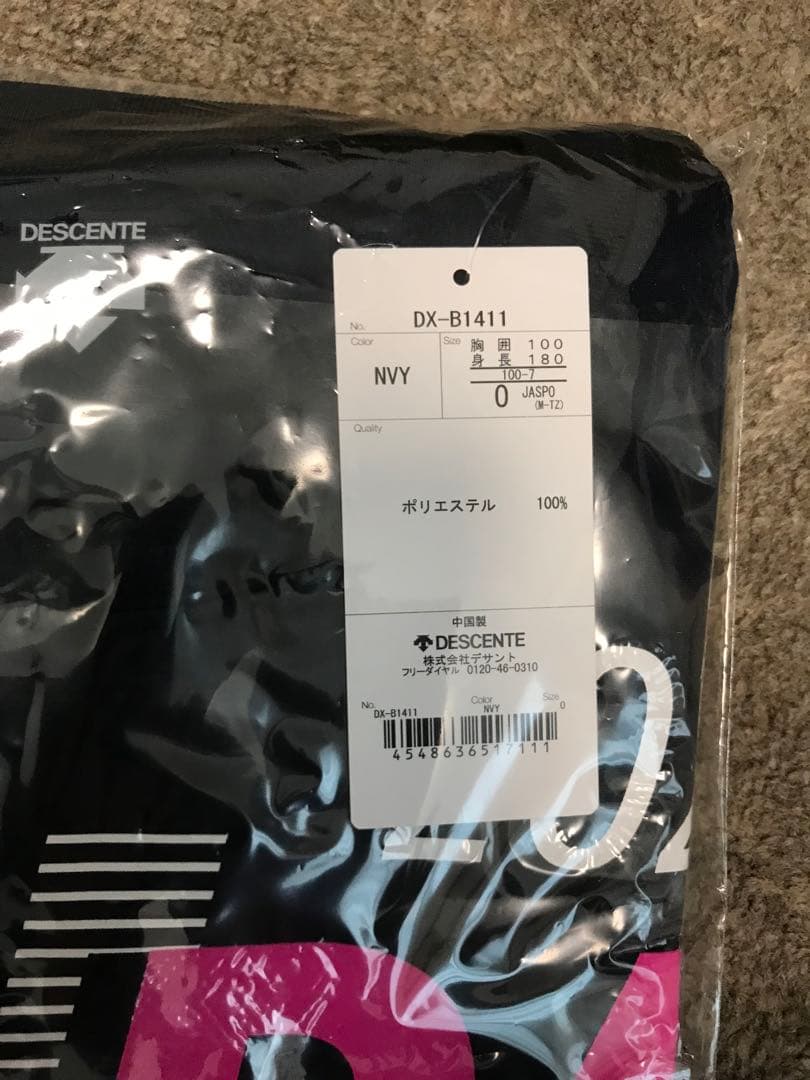 DESCENTE
No. DX-B1411
Color Size 胸囲 100
身長 180
NVY 100-7
0 JASPO
(M-TZ)
Quality
ポリエステル 100%
中国製
DESCENTE
株式会社デサント
フリーダイヤル 0120-46-0310
No. Color Size
DX-B1411 NVY 0
4548636517111